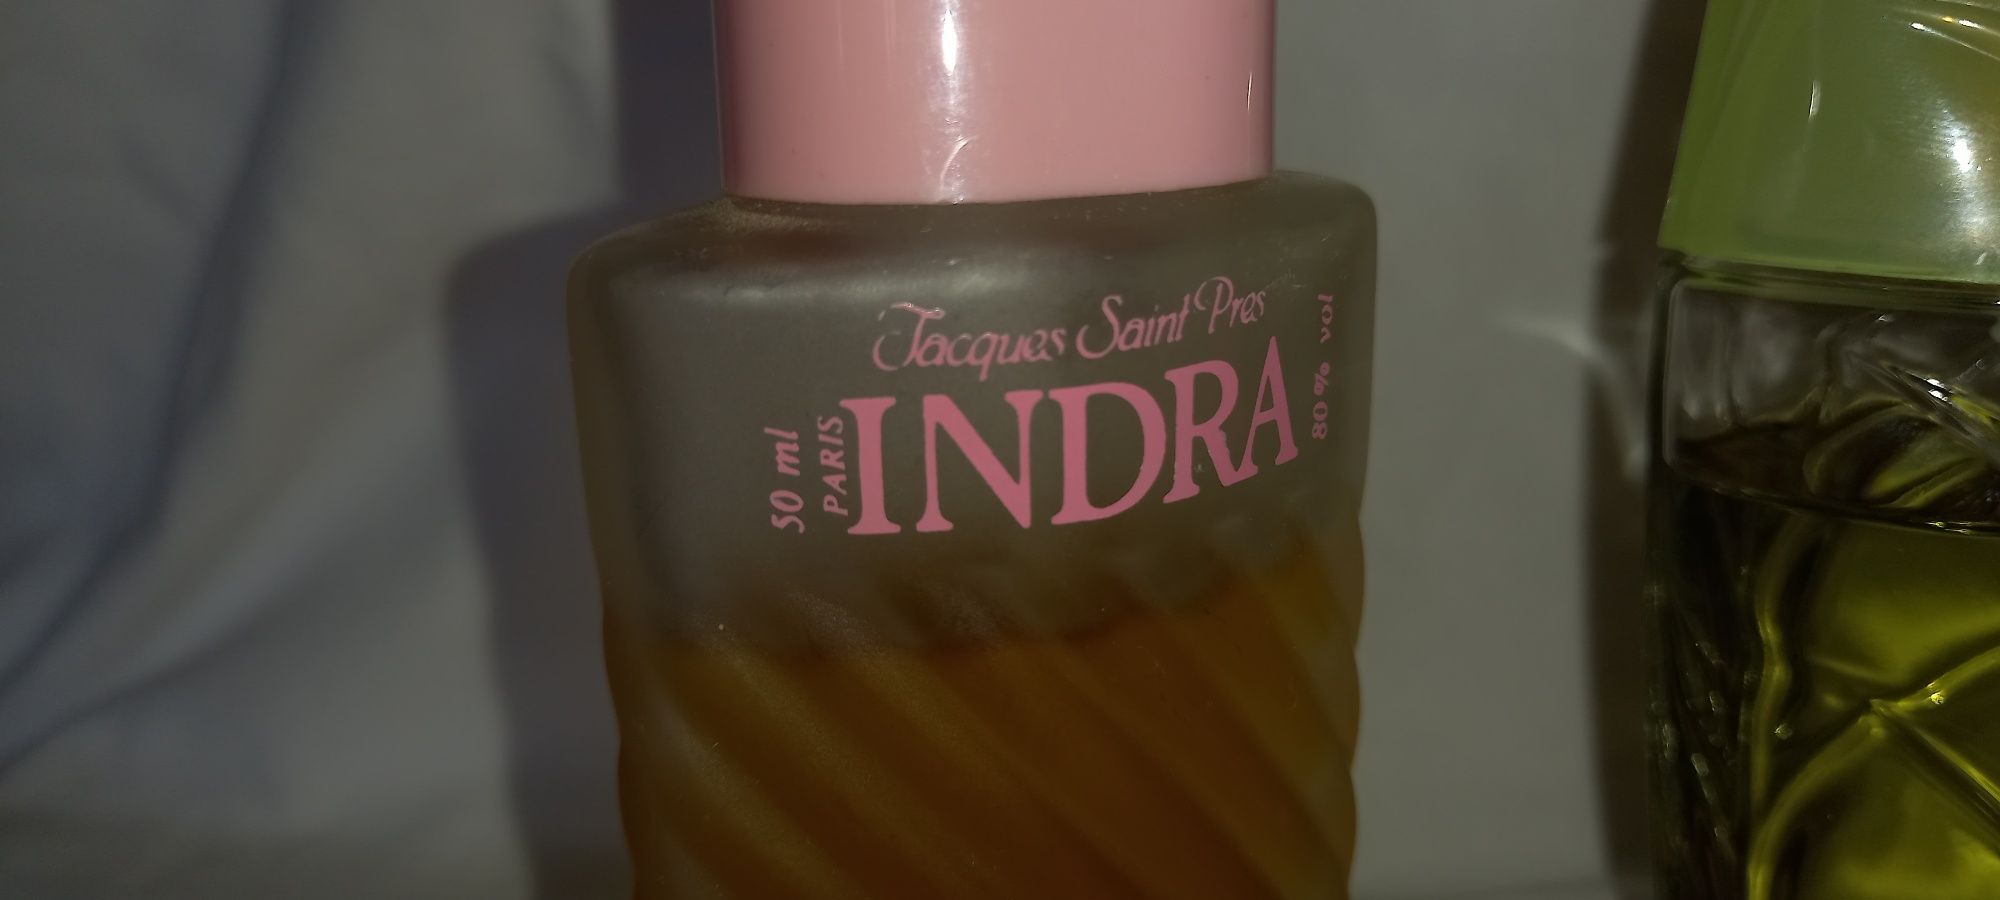 Jacques Saint Pres
INDRA
PARIS
50 ml
80% vol